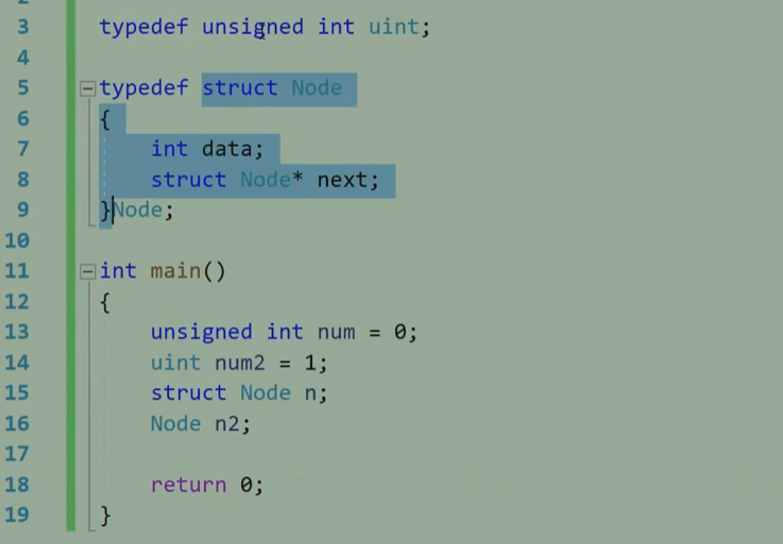 3 typedef unsigned int uint;
4
5 typedef struct Node
6 {
7 int data;
8 struct Node* next;
9 }Node;
10
11 int main()
12 {
13 unsigned int num = 0;
14 uint num2 = 1;
15 struct Node n;
16 Node n2;
17
18 return 0;
19 }